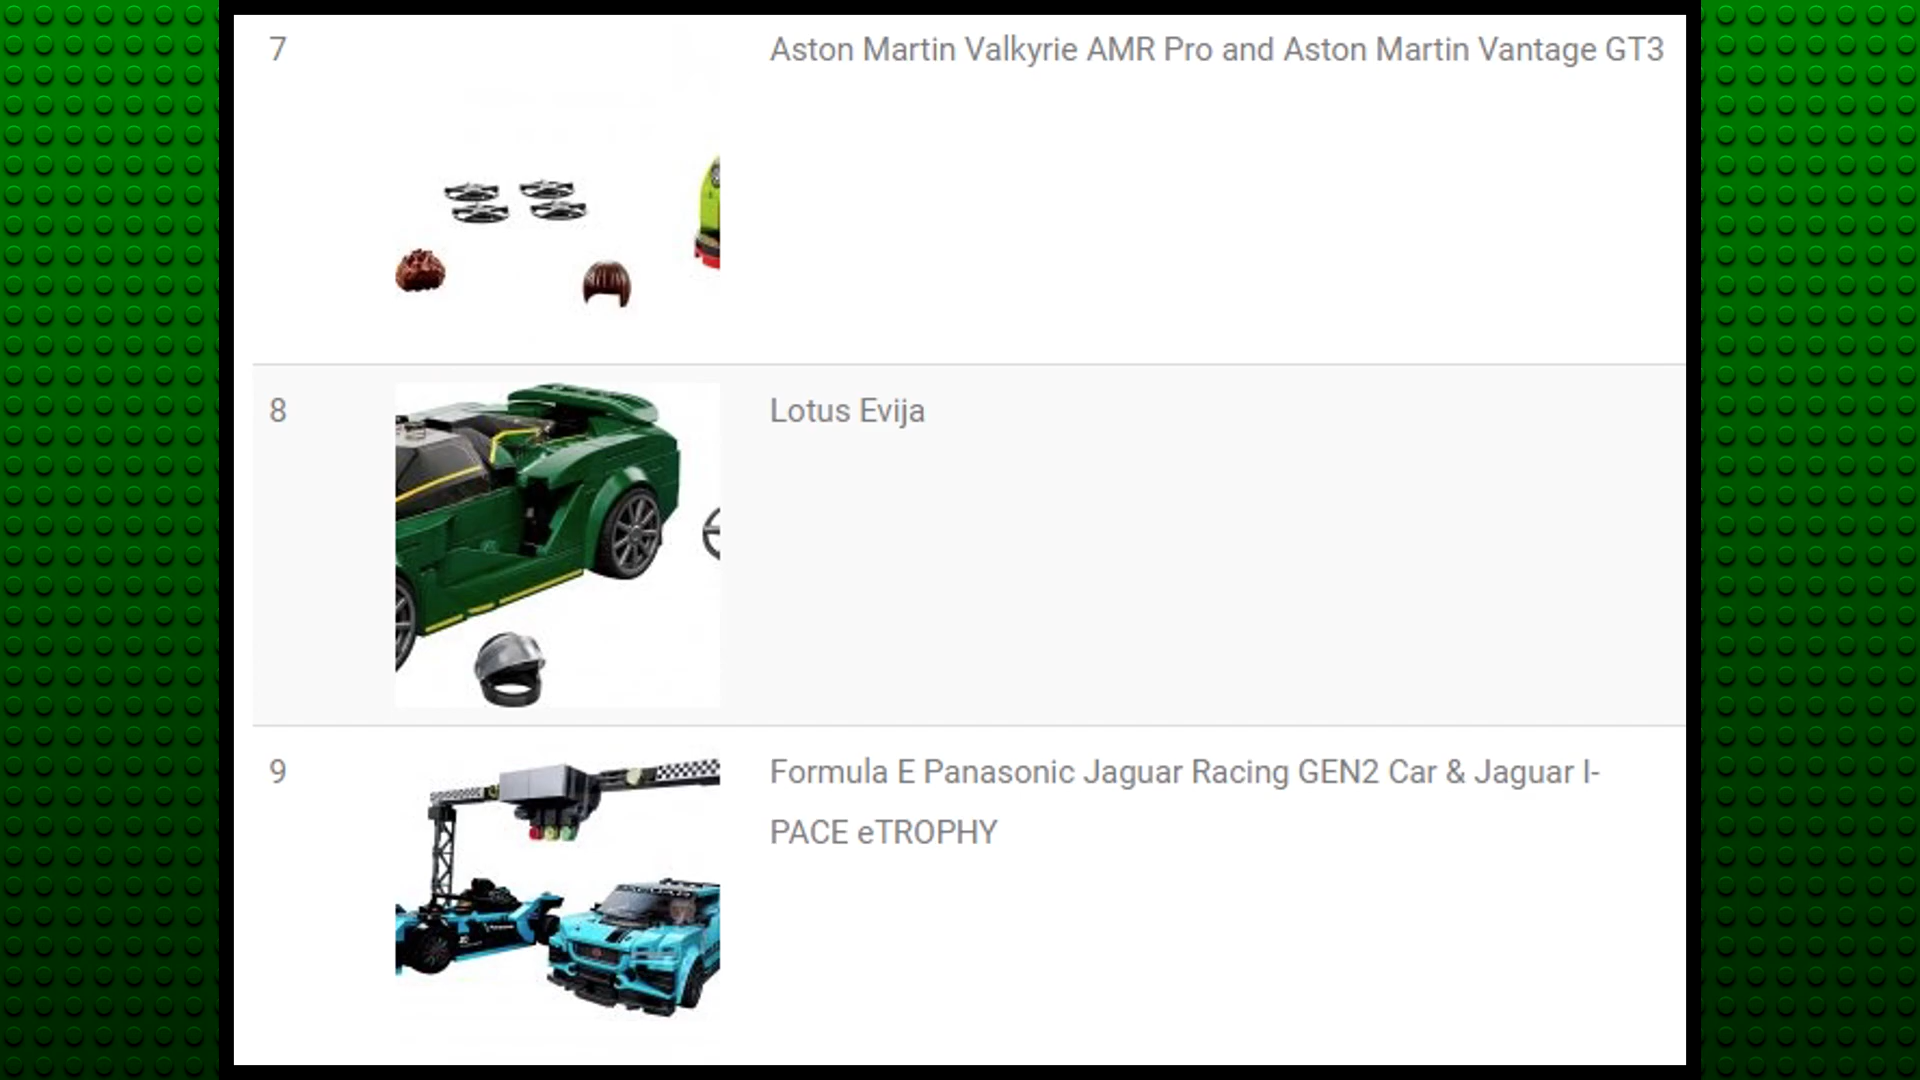 7
Aston Martin Valkyrie AMR Pro and Aston Martin Vantage GT3
8
Lotus Evija
9
Formula E Panasonic Jaguar Racing GEN2 Car & Jaguar I-
PACE eTROPHY